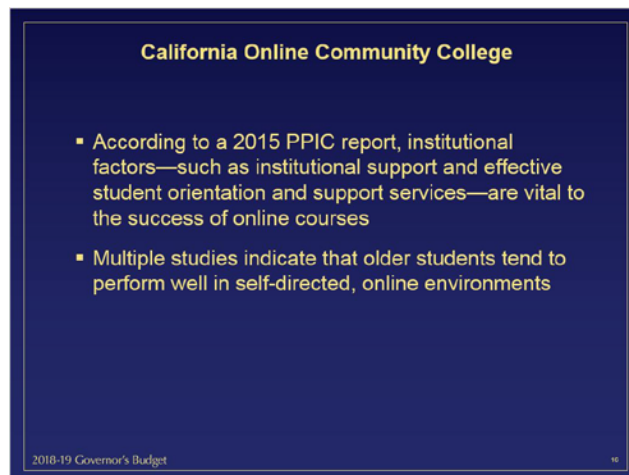 California Online Community College
▪ According to a 2015 PPIC report, institutional
factors—such as institutional support and effective
student orientation and support services—are vital to
the success of online courses
▪ Multiple studies indicate that older students tend to
perform well in self-directed, online environments
2018-19 Governor's Budget